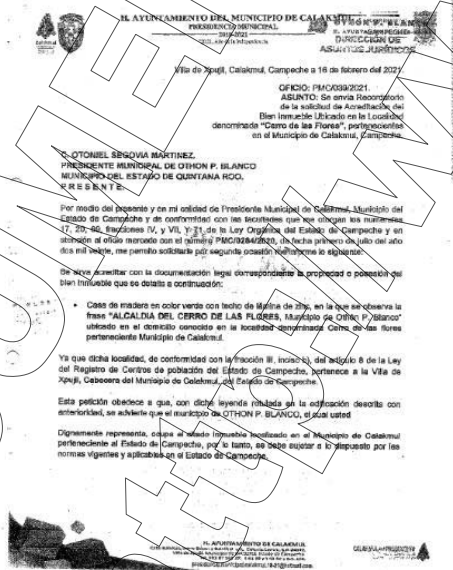 H. AYUNTAMIENTO DEL MUNICIPIO DE CALAKMUL
PRESIDENCIA MUNICIPAL
OTHON P. BLANCO
DIRECCIÓN DE
ASUNTOS JURÍDICOS
Villa de Xpujil, Calakmul, Campeche a 16 de febrero del 2021.
ASUNTO: Se envía Recordatorio
de la solicitud de Acreditación del
Bien Inmueble Ubicado en la Localidad
denominada "Cerro de las Flores", pertenecientes
en el Municipio de Calakmul, Campeche.
C. OTONIEL SEGOVIA MARTINEZ.
PRESIDENTE MUNICIPAL DE OTHON P. BLANCO
MUNICIPIO DEL ESTADO DE QUINTANA ROO.
P R E S E N T E.
Por medio del presente y en mi calidad de Presidente Municipal de Calakmul, Municipio del
Estado de Campeche y de conformidad con las facultades que me otorgan los numerales
17, 20, 69, fracciones IV, y VII, Y 71 de la Ley Orgánica del Estado de Campeche y en
atención al oficio marcado con el número PMC/0284/2020, de fecha primero de julio del año
dos mil veinte, me permito solicitarle por segunda ocasión me informe lo siguiente:
Se sirva acreditar con la documentación legal correspondiente la propiedad o posesión del
bien inmueble que se detalla a continuación:
• Casa de madera en color verde con techo de lámina de zinc, en la que se observa la
frase "ALCALDIA DEL CERRO DE LAS FLORES, Municipio de Othón P. Blanco"
ubicado en el domicilio conocido en la localidad denominada Cerro de las flores
perteneciente Municipio de Calakmul.
Ya que dicha localidad, de conformidad con la fracción III, inciso b), del artículo 8 de la Ley
del Registro de Centros de población del Estado de Campeche, pertenece a la Villa de
Xpujil, Cabecera del Municipio de Calakmul, del Estado de Campeche.
Esta petición obedece a que, con dicha leyenda rotulada en la edificación descrita con
anterioridad, se advierte que el municipio de OTHON P. BLANCO, el cual usted
Dignamente representa, ocupa el citado inmueble localizado en el Municipio de Calakmul
perteneciente al Estado de Campeche, por lo tanto, se debe sujetar a lo dispuesto por las
normas vigentes y aplicables en el Estado de Campeche.
H. AYUNTAMIENTO DE CALAKMUL